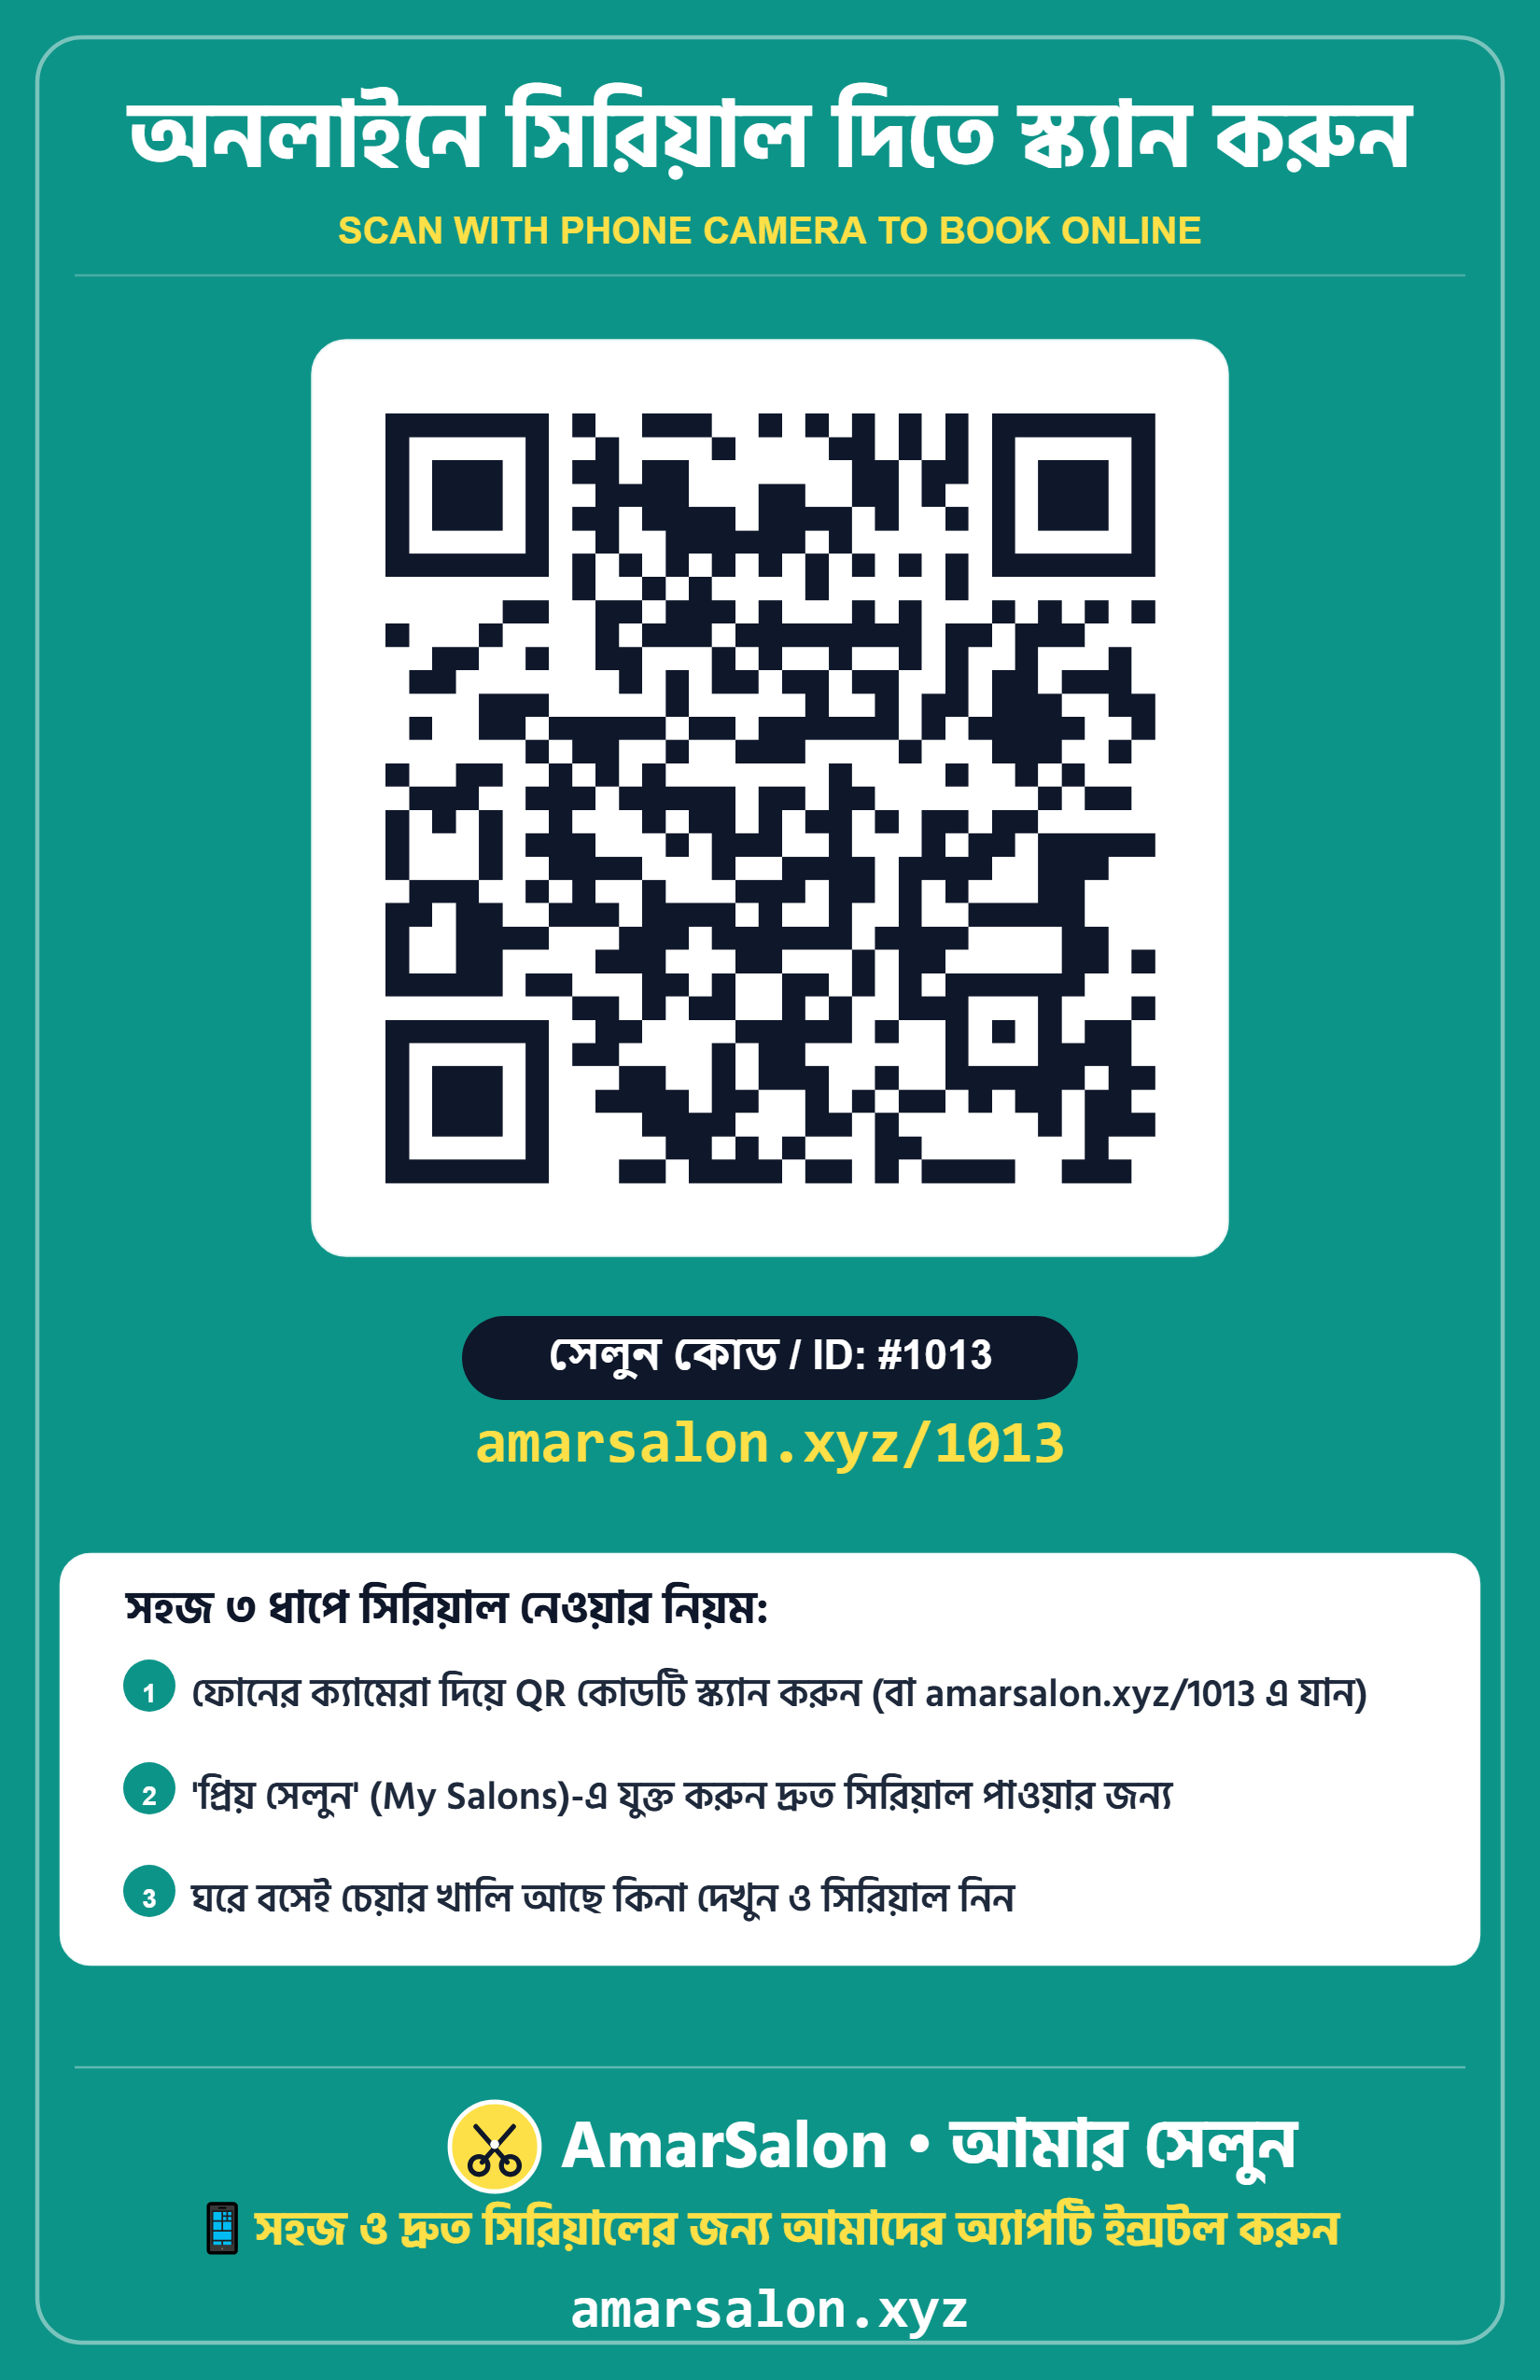 অনলাইনে সিরিয়াল দিতে স্ক্যান করুন
SCAN WITH PHONE CAMERA TO BOOK ONLINE
সেলুন কোড / ID: #1013
amarsalon.xyz/1013
সহজ ৩ ধাপে সিরিয়াল নেওয়ার নিয়ম:
1 ফোনের ক্যামেরা দিয়ে QR কোডটি স্ক্যান করুন (বা amarsalon.xyz/1013 এ যান)
2 'প্রিয় সেলুন' (My Salons)-এ যুক্ত করুন দ্রুত সিরিয়াল পাওয়ার জন্য
3 ঘরে বসেই চেয়ার খালি আছে কিনা দেখুন ও সিরিয়াল নিন
AmarSalon • আমার সেলুন
সহজ ও দ্রুত সিরিয়ালের জন্য আমাদের অ্যাপটি ইন্সটল করুন
amarsalon.xyz